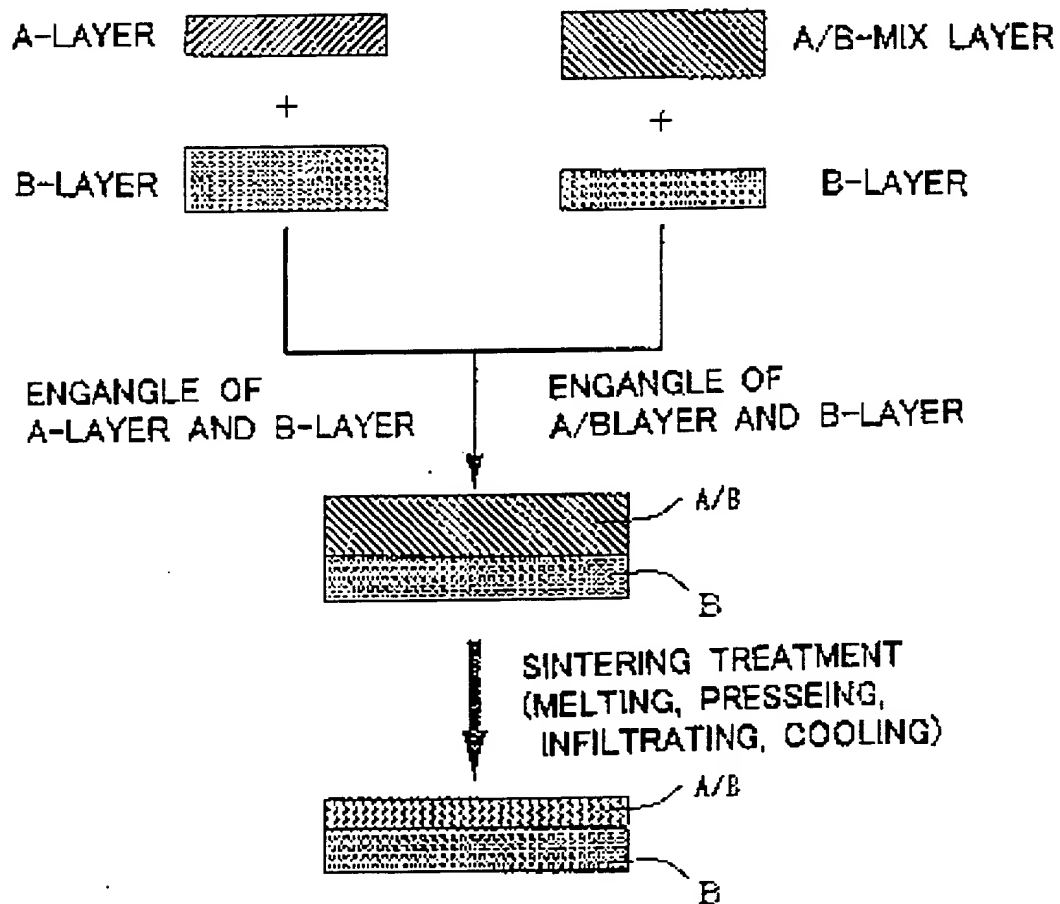 A-LAYER
A/B-MIX LAYER
+
+
B-LAYER
B-LAYER
ENGANGLE OF
A-LAYER AND B-LAYER
ENGANGLE OF
A/BLAYER AND B-LAYER
A/B
B
SINTERING TREATMENT
(MELTING, PRESSEING,
INFILTRATING, COOLING)
A/B
B